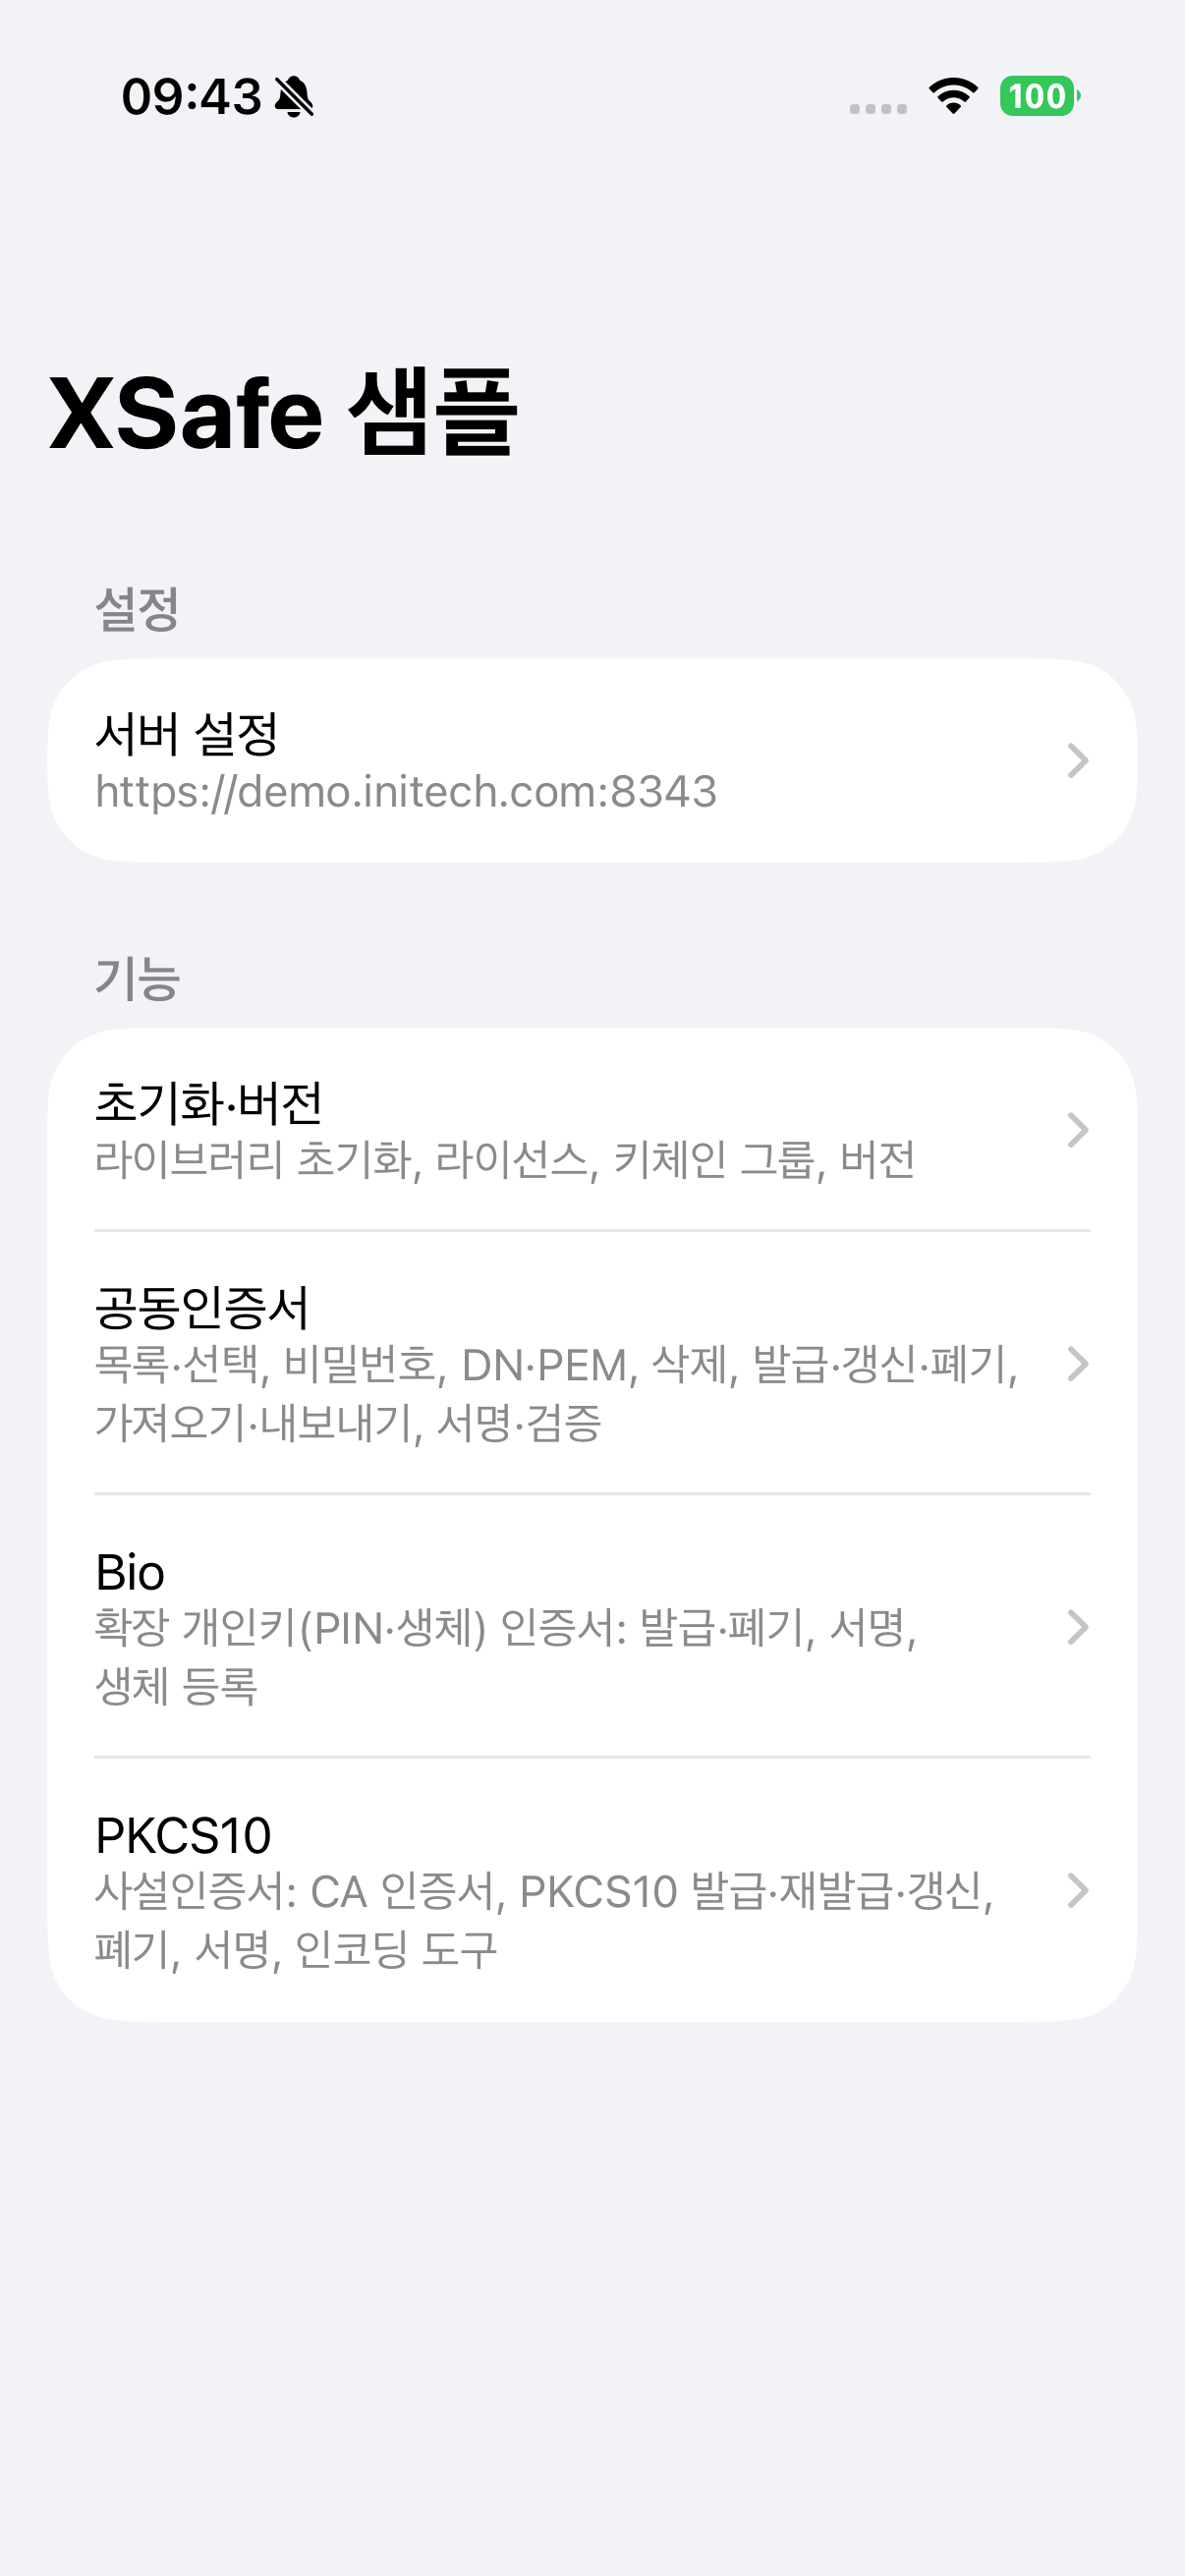 09:43
100
XSafe 샘플
설정
서버 설정
https://demo.initech.com:8343
기능
초기화·버전
라이브러리 초기화, 라이선스, 키체인 그룹, 버전
공동인증서
목록·선택, 비밀번호, DN·PEM, 삭제, 발급·갱신·폐기,
가져오기·내보내기, 서명·검증
Bio
확장 개인키(PIN·생체) 인증서: 발급·폐기, 서명,
생체 등록
PKCS10
사설인증서: CA 인증서, PKCS10 발급·재발급·갱신,
폐기, 서명, 인코딩 도구